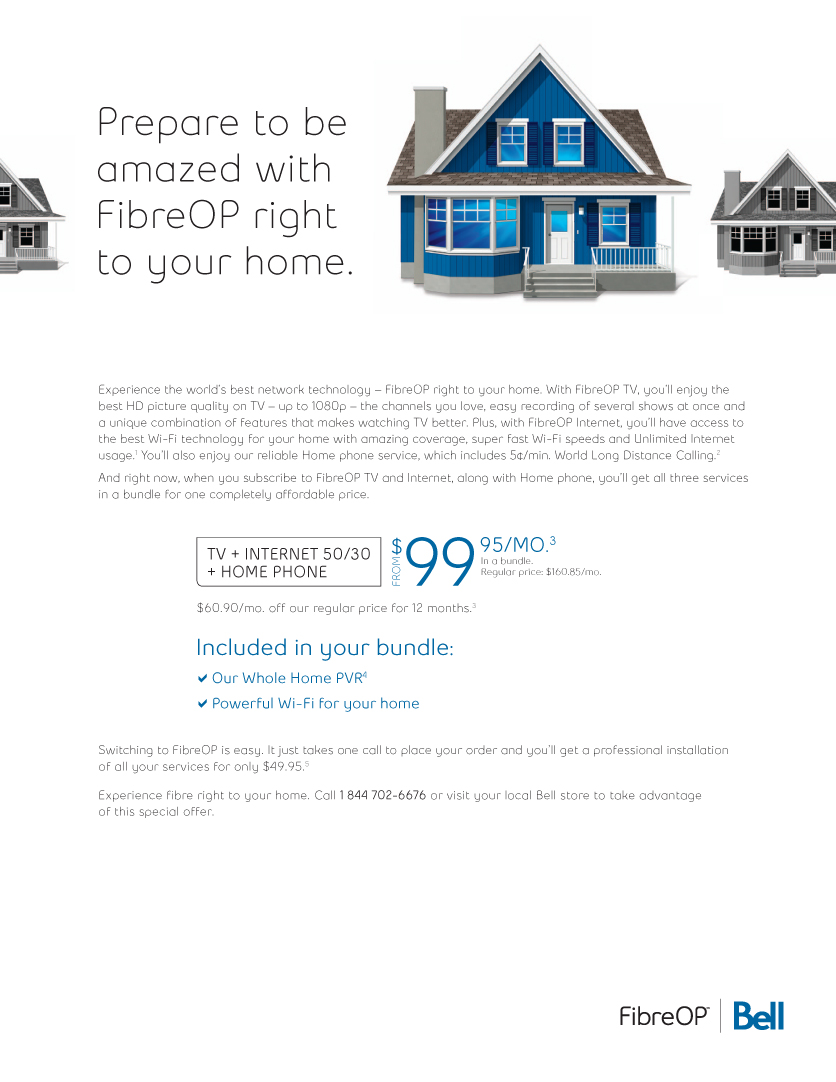 Prepare to be
amazed with
FibreOP right
to your home.
Experience the world's best network technology – FibreOP right to your home. With FibreOP TV, you'll enjoy the
best HD picture quality on TV – up to 1080p – the channels you love, easy recording of several shows at once and
a unique combination of features that makes watching TV better. Plus, with FibreOP Internet, you'll have access to
the best Wi-Fi technology for your home with amazing coverage, super fast Wi-Fi speeds and Unlimited Internet
usage.1 You'll also enjoy our reliable Home phone service, which includes 5¢/min. World Long Distance Calling.2
And right now, when you subscribe to FibreOP TV and Internet, along with Home phone, you'll get all three services
in a bundle for one completely affordable price.
TV + INTERNET 50/30
+ HOME PHONE
FROM $99 95/MO.3
In a bundle.
Regular price: $160.85/mo.
$60.90/mo. off our regular price for 12 months.3
Included in your bundle:
Our Whole Home PVR4
Powerful Wi-Fi for your home
Switching to FibreOP is easy. It just takes one call to place your order and you'll get a professional installation
of all your services for only $49.95.5
Experience fibre right to your home. Call 1 844 702-6676 or visit your local Bell store to take advantage
of this special offer.
FibreOP™ Bell